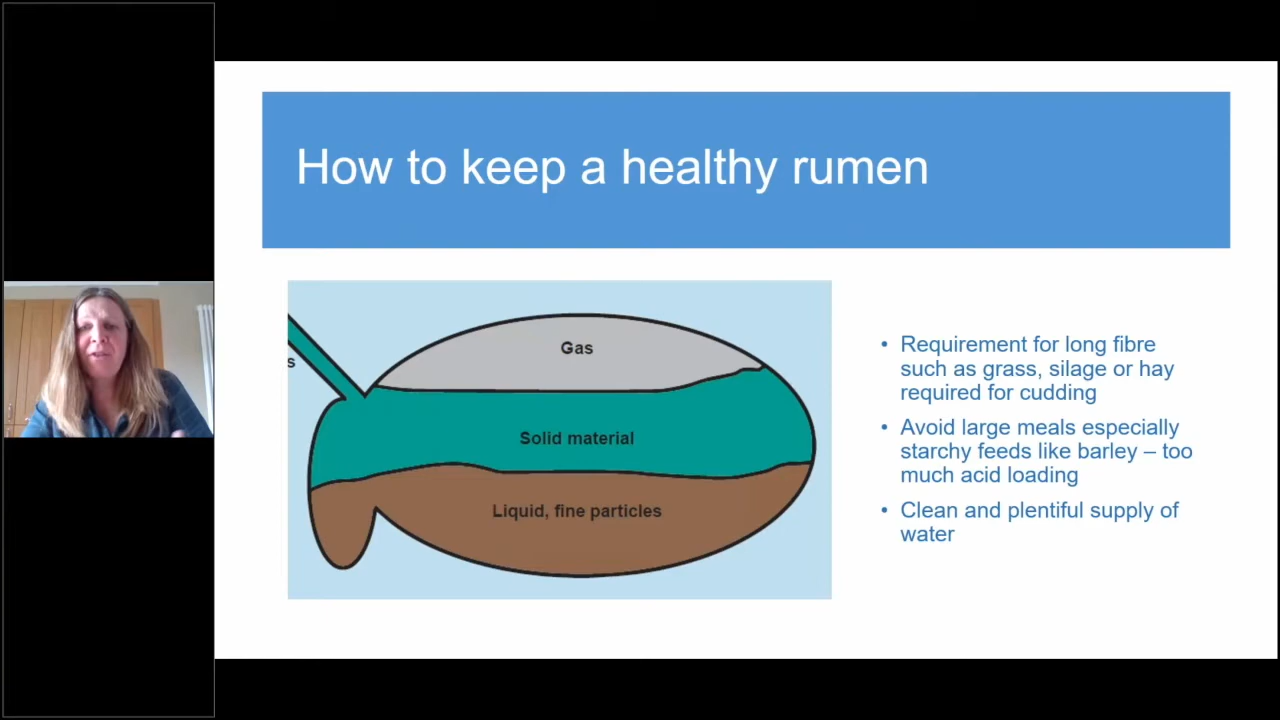 How to keep a healthy rumen
Gas
s
Solid material
Liquid, fine particles
• Requirement for long fibre
such as grass, silage or hay
required for cudding
• Avoid large meals especially
starchy feeds like barley – too
much acid loading
• Clean and plentiful supply of
water